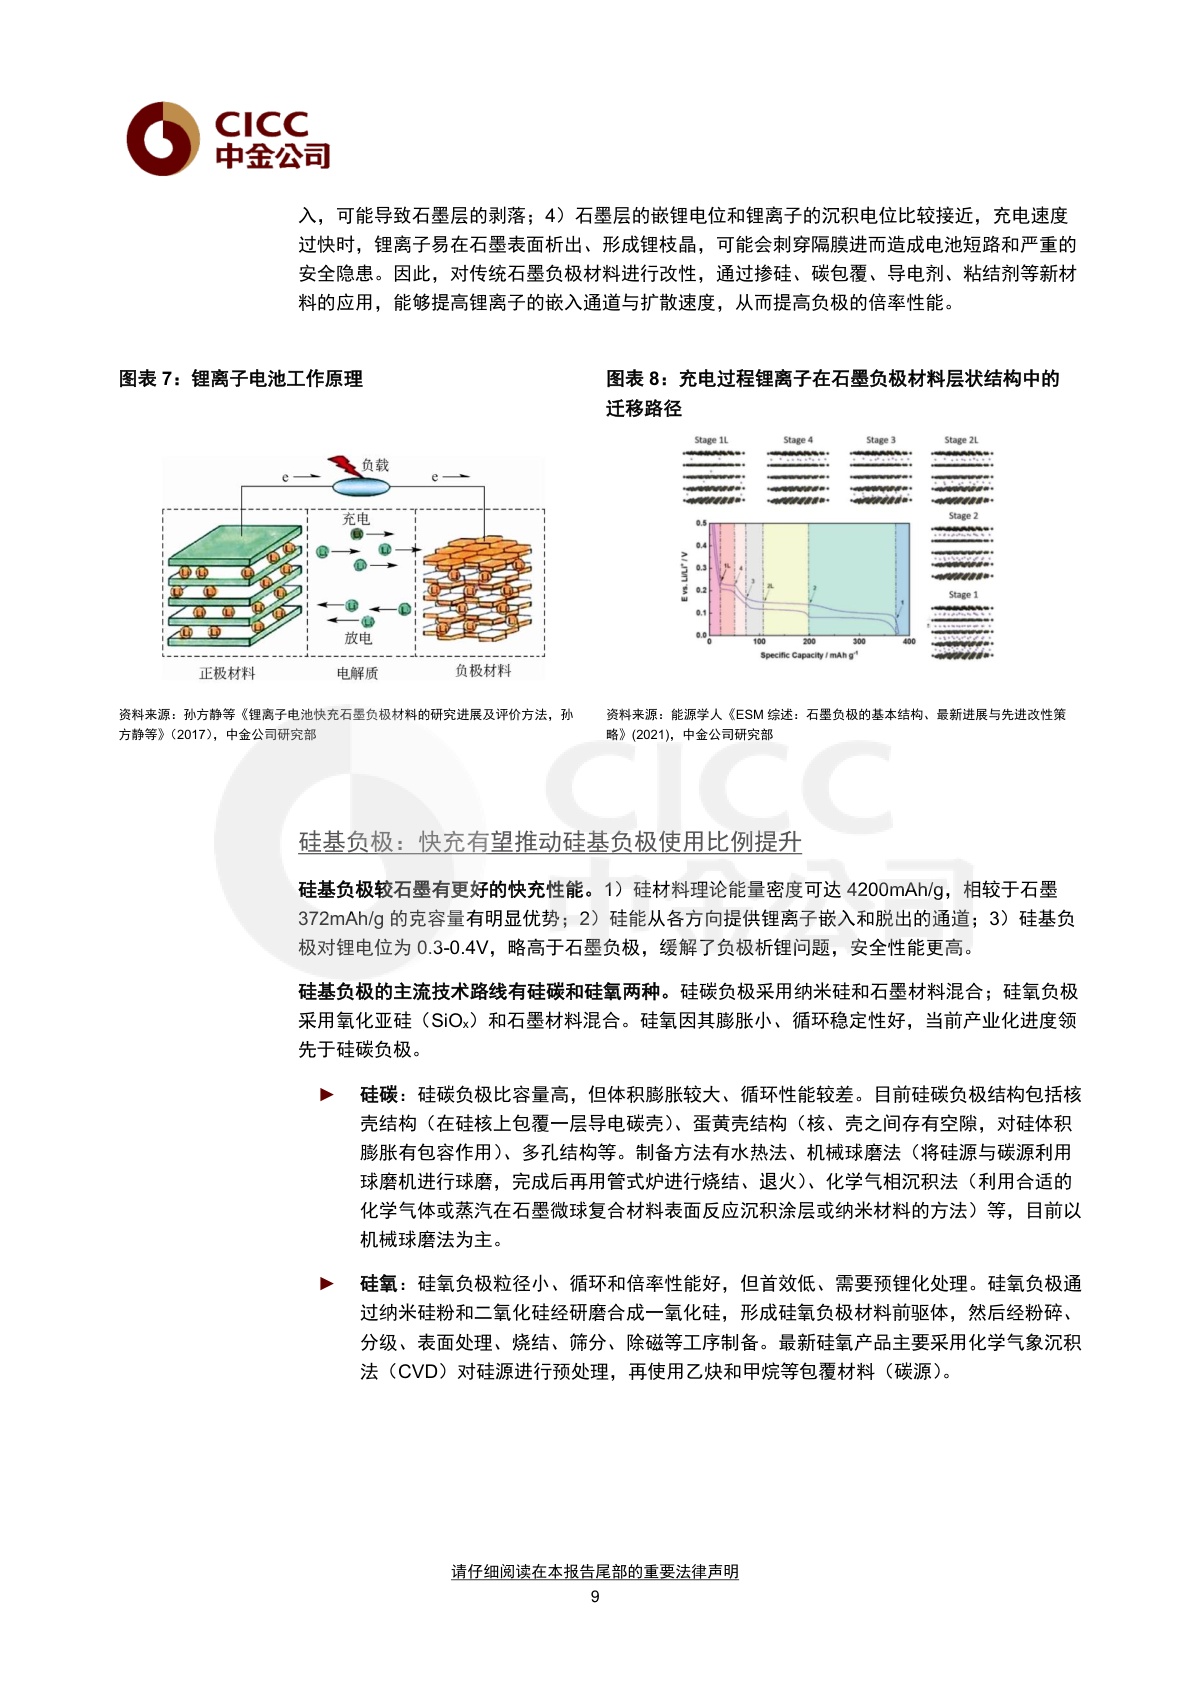 CICC
中金公司
入，可能导致石墨层的剥落；4）石墨层的嵌锂电位和锂离子的沉积电位比较接近，充电速度
过快时，锂离子易在石墨表面析出、形成锂枝晶，可能会刺穿隔膜进而造成电池短路和严重的
安全隐患。因此，对传统石墨负极材料进行改性，通过掺硅、碳包覆、导电剂、粘结剂等新材
料的应用，能够提高锂离子的嵌入通道与扩散速度，从而提高负极的倍率性能。
图表 7：锂离子电池工作原理
负载
e
e
充电
放电
正极材料
电解质
负极材料
资料来源：孙方静等《锂离子电池快充石墨负极材料的研究进展及评价方法，孙
方静等》（2017），中金公司研究部
图表 8：充电过程锂离子在石墨负极材料层状结构中的
迁移路径
Stage 1L
Stage 4
Stage 3
Stage 2L
Stage 2
Stage 1
E vs. Li/Li⁺ / V
0.5
0.4
0.3
0.2
0.1
0.0
1L
4
3
2L
2
1
0
100
200
300
400
Specific Capacity / mAh g⁻¹
资料来源：能源学人《ESM 综述：石墨负极的基本结构、最新进展与先进改性策
略》(2021)，中金公司研究部
CICC
中金公司
硅基负极：快充有望推动硅基负极使用比例提升
硅基负极较石墨有更好的快充性能。1）硅材料理论能量密度可达 4200mAh/g，相较于石墨
372mAh/g 的克容量有明显优势；2）硅能从各方向提供锂离子嵌入和脱出的通道；3）硅基负
极对锂电位为 0.3-0.4V，略高于石墨负极，缓解了负极析锂问题，安全性能更高。
硅基负极的主流技术路线有硅碳和硅氧两种。硅碳负极采用纳米硅和石墨材料混合；硅氧负极
采用氧化亚硅（SiOₓ）和石墨材料混合。硅氧因其膨胀小、循环稳定性好，当前产业化进度领
先于硅碳负极。
► 硅碳：硅碳负极比容量高，但体积膨胀较大、循环性能较差。目前硅碳负极结构包括核
壳结构（在硅核上包覆一层导电碳壳）、蛋黄壳结构（核、壳之间存有空隙，对硅体积
膨胀有包容作用）、多孔结构等。制备方法有水热法、机械球磨法（将硅源与碳源利用
球磨机进行球磨，完成后再用管式炉进行烧结、退火）、化学气相沉积法（利用合适的
化学气体或蒸汽在石墨微球复合材料表面反应沉积涂层或纳米材料的方法）等，目前以
机械球磨法为主。
► 硅氧：硅氧负极粒径小、循环和倍率性能好，但首效低、需要预锂化处理。硅氧负极通
过纳米硅粉和二氧化硅经研磨合成一氧化硅，形成硅氧负极材料前驱体，然后经粉碎、
分级、表面处理、烧结、筛分、除磁等工序制备。最新硅氧产品主要采用化学气象沉积
法（CVD）对硅源进行预处理，再使用乙炔和甲烷等包覆材料（碳源）。
请仔细阅读在本报告尾部的重要法律声明
9